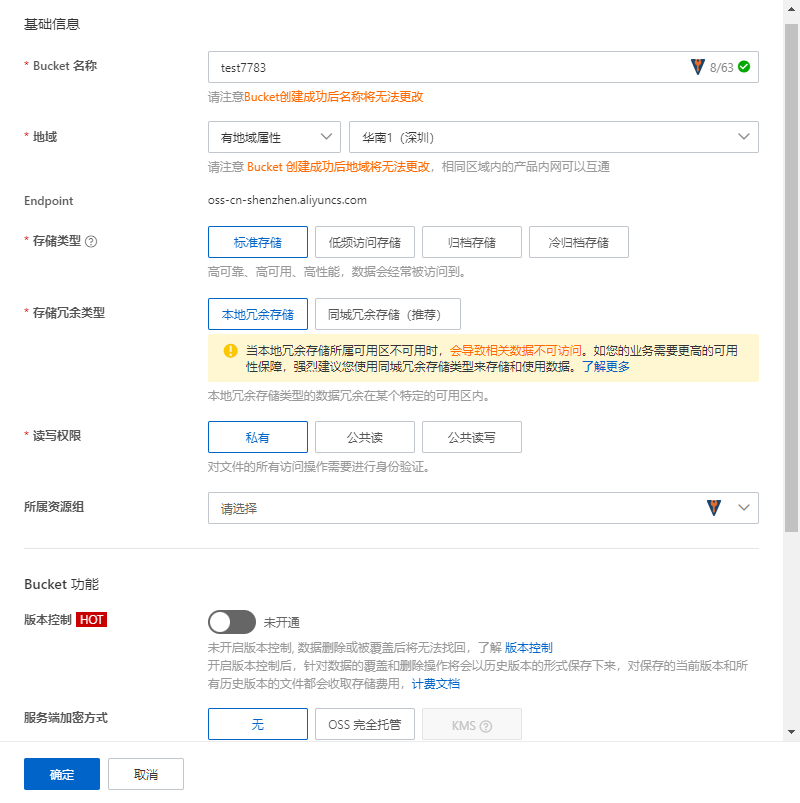 基础信息
* Bucket 名称
test7783
8/63
请注意Bucket创建成功后名称将无法更改
* 地域
有地域属性
华南1（深圳）
请注意 Bucket 创建成功后地域将无法更改，相同区域内的产品内网可以互通
Endpoint
oss-cn-shenzhen.aliyuncs.com
* 存储类型
标准存储
低频访问存储
归档存储
冷归档存储
高可靠、高可用、高性能，数据会经常被访问到。
* 存储冗余类型
本地冗余存储
同城冗余存储（推荐）
当本地冗余存储所属可用区不可用时，会导致相关数据不可访问。如您的业务需要更高的可用
性保障，强烈建议您使用同城冗余存储类型来存储和使用数据。了解更多
本地冗余存储类型的数据冗余在某个特定的可用区内。
* 读写权限
私有
公共读
公共读写
对文件的所有访问操作需要进行身份验证。
所属资源组
请选择
Bucket 功能
版本控制 HOT
未开通
未开启版本控制, 数据删除或被覆盖后将无法找回，了解 版本控制
开启版本控制后，针对数据的覆盖和删除操作将会以历史版本的形式保存下来，对保存的当前版本和所
有历史版本的文件都会收取存储费用，计费文档
服务端加密方式
无
OSS 完全托管
KMS
确定
取消